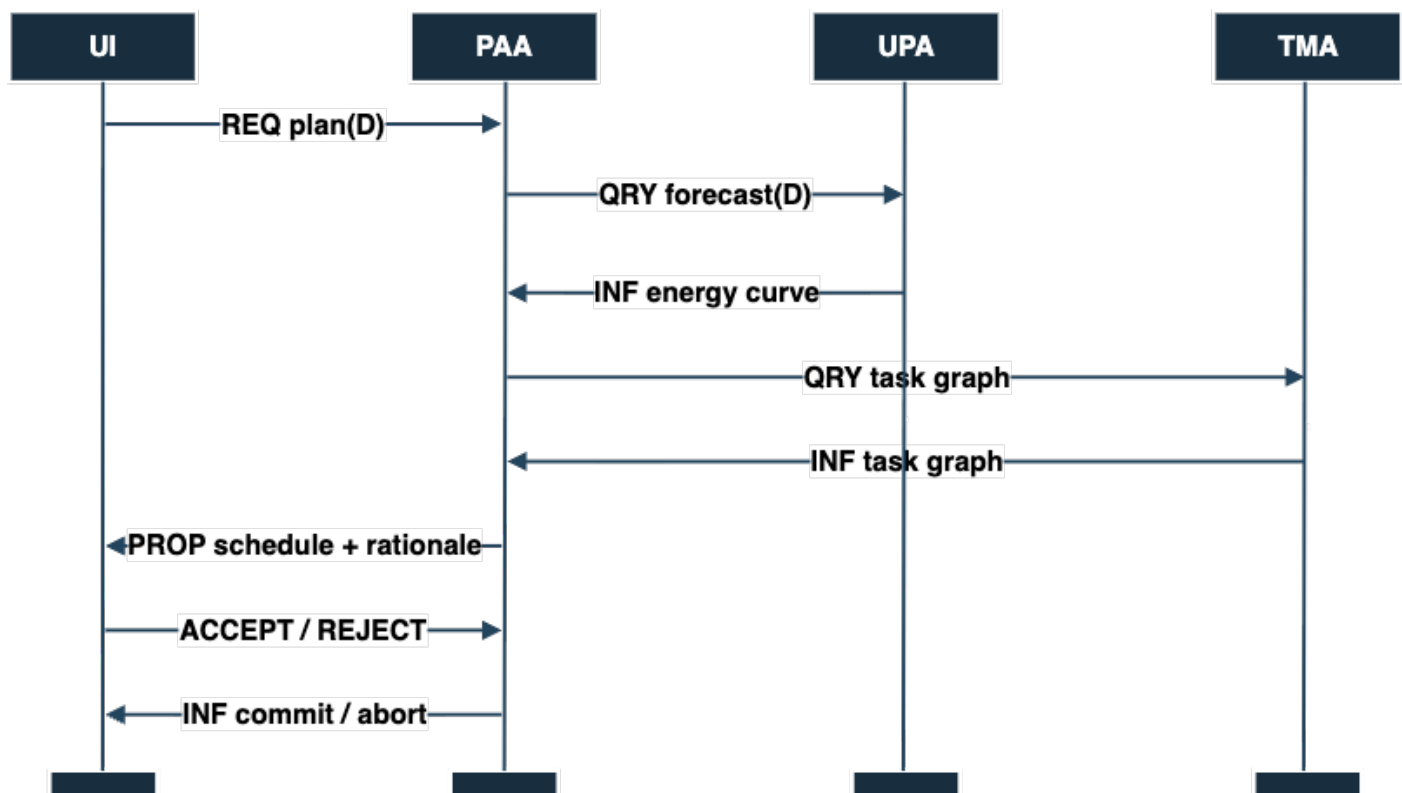 UI
PAA
UPA
TMA
REQ plan(D)
QRY forecast(D)
INF energy curve
QRY task graph
INF task graph
PROP schedule + rationale
ACCEPT / REJECT
INF commit / abort